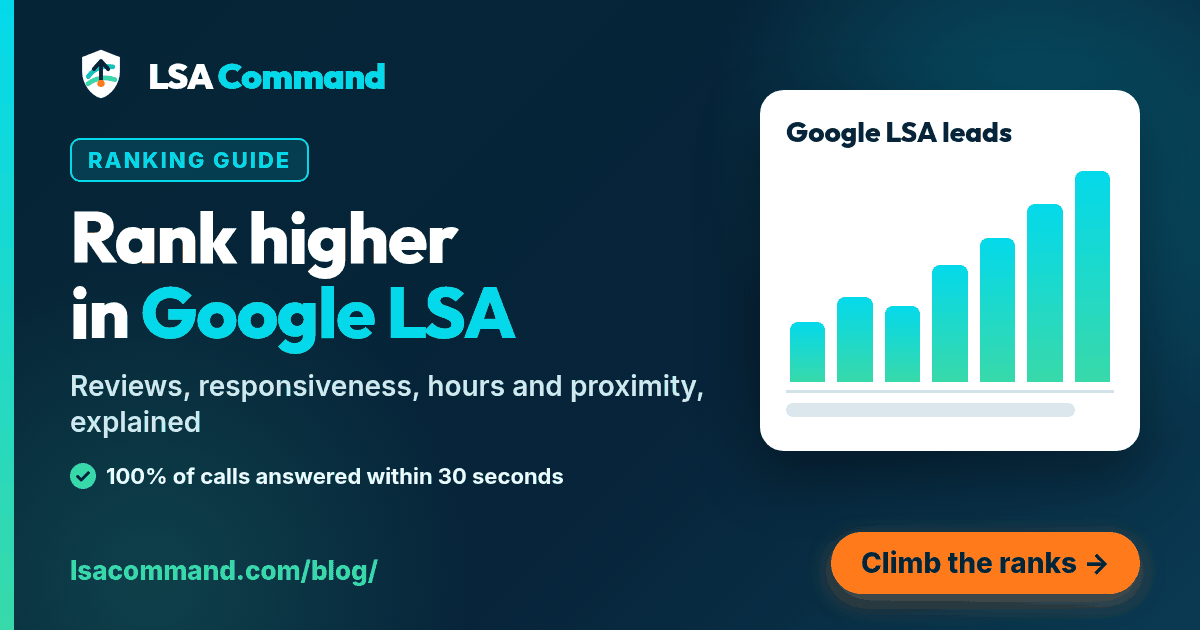 LSA Command
RANKING GUIDE
Rank higher
in Google LSA
Reviews, responsiveness, hours and proximity,
explained
100% of calls answered within 30 seconds
lsacommand.com/blog/
Google LSA leads
Climb the ranks →